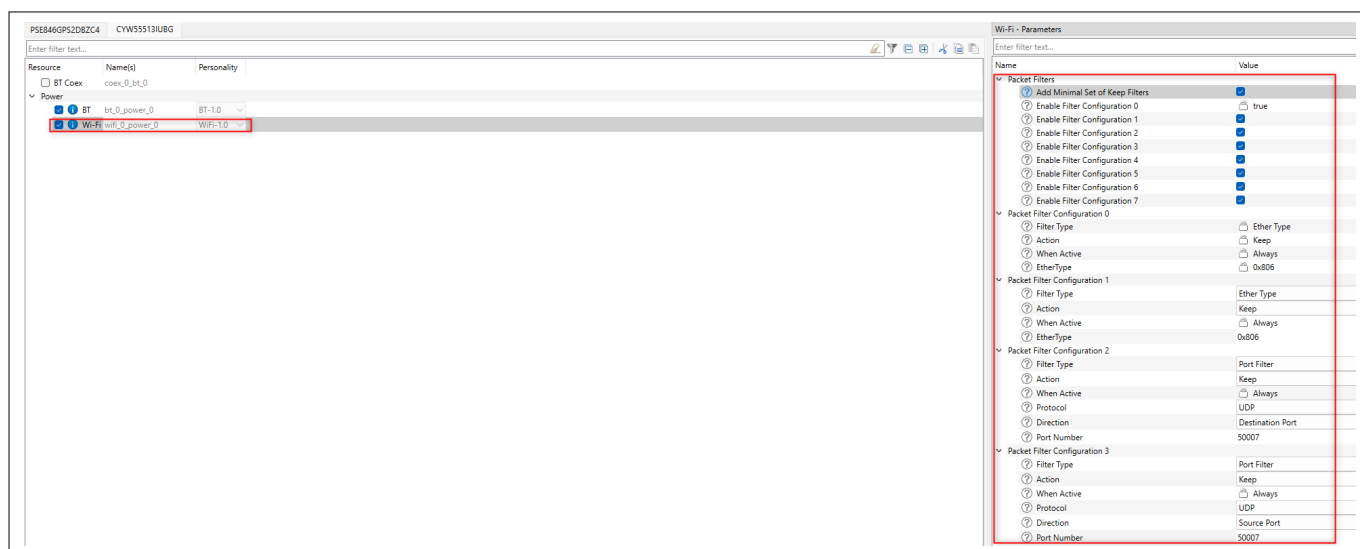 PSE846GPS2DBZC4 CYW55513IUBG
Enter filter text...
Resource Name(s) Personality
BT Coex coex_0_bt_0
Power
BT bt_0_power_0 BT-1.0
Wi-Fi wifi_0_power_0 WiFi-1.0
Wi-Fi - Parameters
Enter filter text...
Name Value
Packet Filters
Add Minimal Set of Keep Filters
Enable Filter Configuration 0 true
Enable Filter Configuration 1
Enable Filter Configuration 2
Enable Filter Configuration 3
Enable Filter Configuration 4
Enable Filter Configuration 5
Enable Filter Configuration 6
Enable Filter Configuration 7
Packet Filter Configuration 0
Filter Type Ether Type
Action Keep
When Active Always
EtherType 0x806
Packet Filter Configuration 1
Filter Type Ether Type
Action Keep
When Active Always
EtherType 0x806
Packet Filter Configuration 2
Filter Type Port Filter
Action Keep
When Active Always
Protocol UDP
Direction Destination Port
Port Number 50007
Packet Filter Configuration 3
Filter Type Port Filter
Action Keep
When Active Always
Protocol UDP
Direction Source Port
Port Number 50007